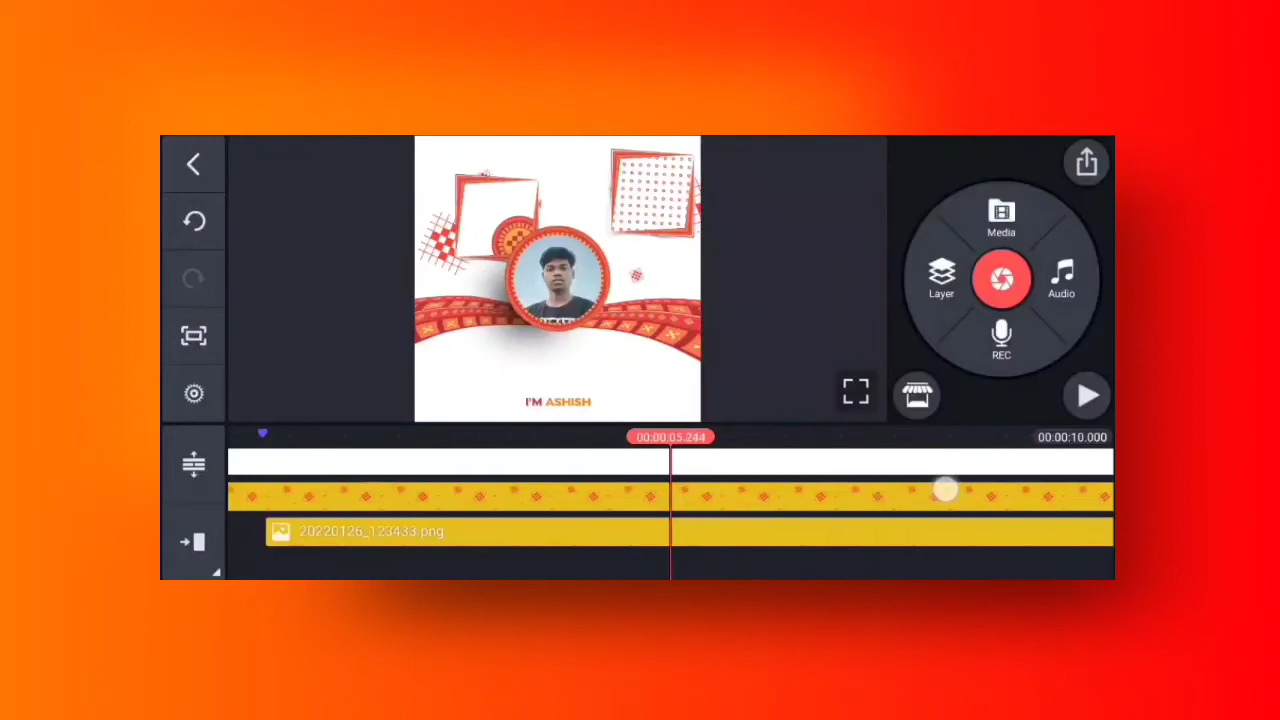 Media
Layer
Audio
REC
I'M ASHISH
00:00:05.244
00:00:10.000
20220126_123433.png